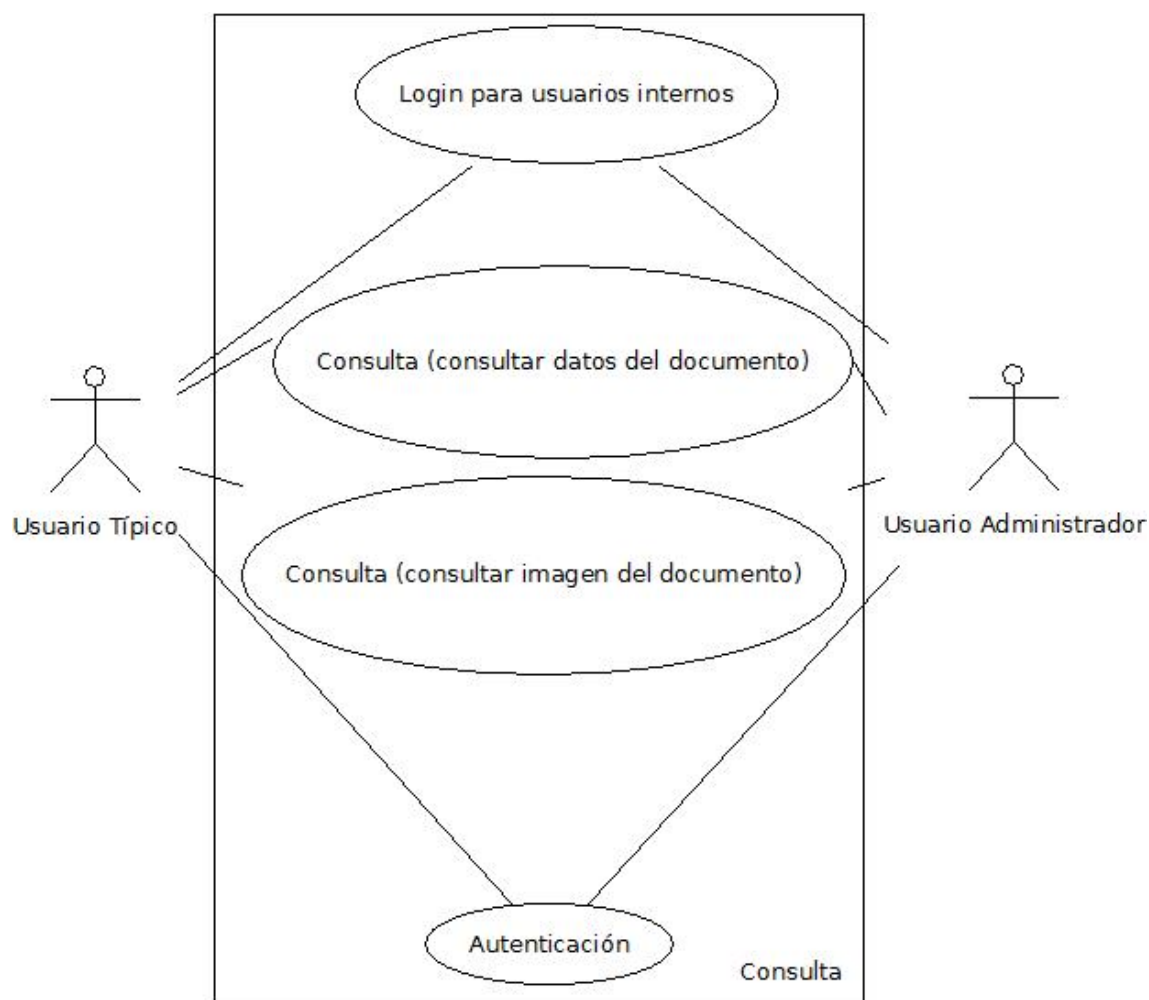 Login para usuarios internos
Consulta (consultar datos del documento)
Usuario Típico
Usuario Administrador
Consulta (consultar imagen del documento)
Autenticación
Consulta